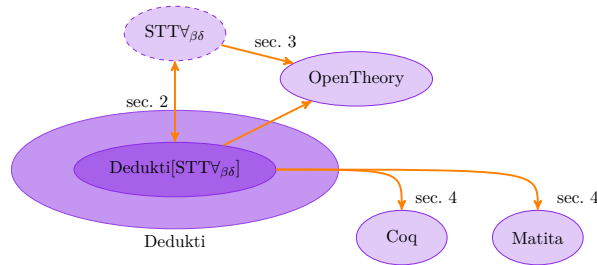 STT∀βδ
sec. 3
OpenTheory
sec. 2
Dedukti[STT∀βδ]
sec. 4
sec. 4
Coq
Matita
Dedukti